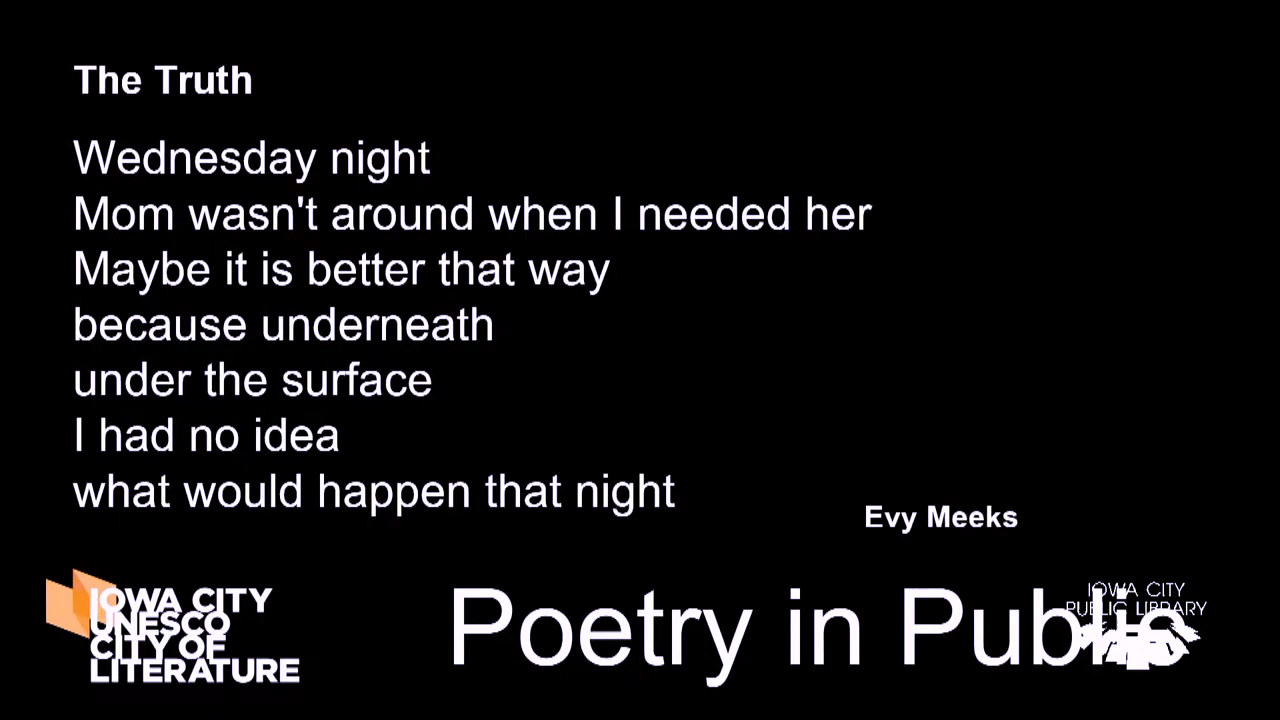 The Truth
Wednesday night
Mom wasn't around when I needed her
Maybe it is better that way
because underneath
under the surface
I had no idea
what would happen that night
Evy Meeks
IOWA CITY
UNESCO
CITY OF
LITERATURE
Poetry in Public
IOWA CITY
PUBLIC LIBRARY